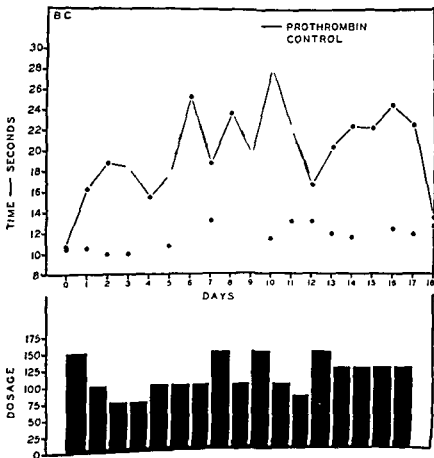 BC
PROTHROMBIN
CONTROL
TIME — SECONDS
30
28
26
24
22
20
18
16
14
12
10
8
0 1 2 3 4 5 6 7 8 9 10 11 12 13 14 15 16 17 18
DAYS
DOSAGE
175
150
125
100
75
50
25
0